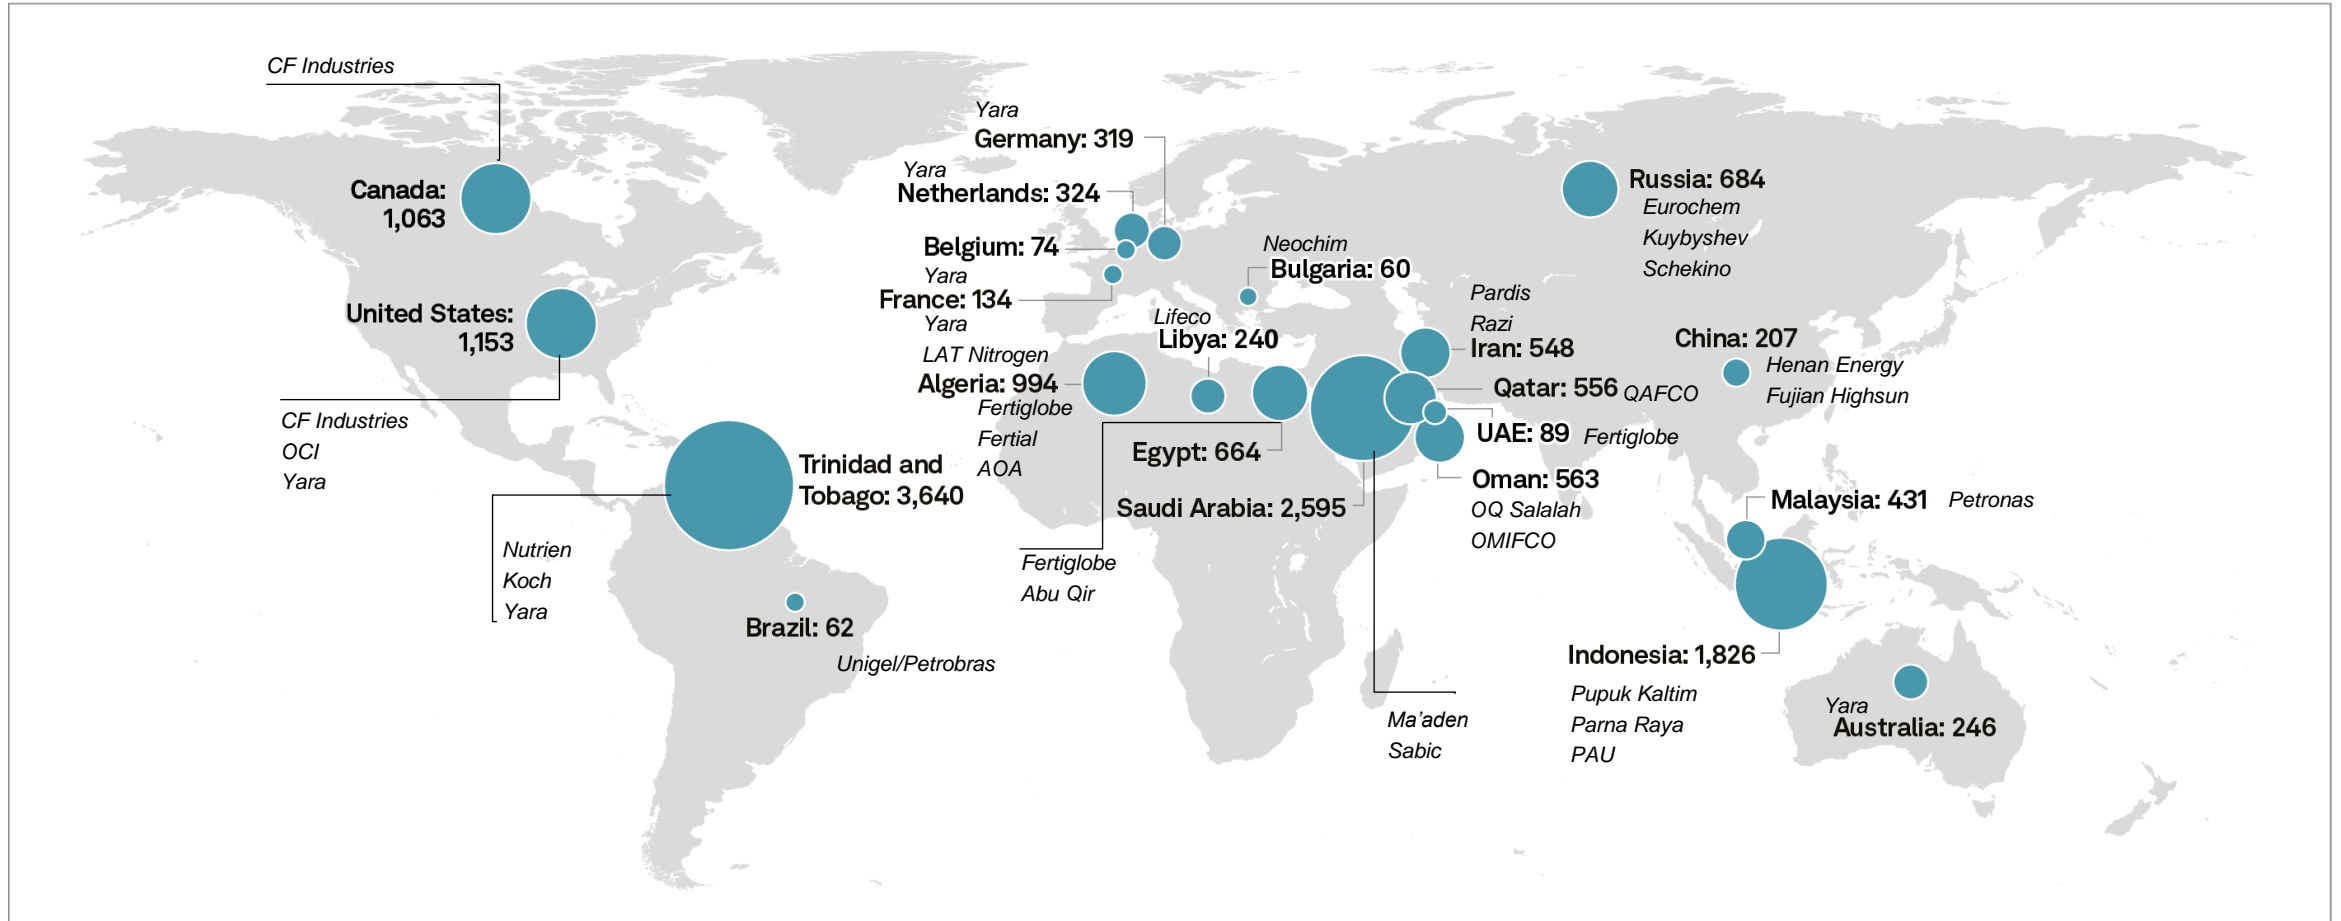 CF Industries
Canada:
1,063
United States:
1,153
CF Industries
OCI
Yara
Trinidad and
Tobago: 3,640
Nutrien
Koch
Yara
Brazil: 62
Unigel/Petrobras
Yara
Germany: 319
Yara
Netherlands: 324
Belgium: 74
Yara
France: 134
Yara
LAT Nitrogen
Algeria: 994
Fertiglobe
Fertial
AOA
Neochim
Bulgaria: 60
Lifeco
Libya: 240
Egypt: 664
Fertiglobe
Abu Qir
Saudi Arabia: 2,595
Ma’aden
Sabic
Russia: 684
Eurochem
Kuybyshev
Schekino
Pardis
Razi
Iran: 548
Qatar: 556 QAFCO
UAE: 89 Fertiglobe
Oman: 563
OQ Salalah
OMIFCO
China: 207
Henan Energy
Fujian Highsun
Malaysia: 431 Petronas
Indonesia: 1,826
Pupuk Kaltim
Parna Raya
PAU
Yara
Australia: 246